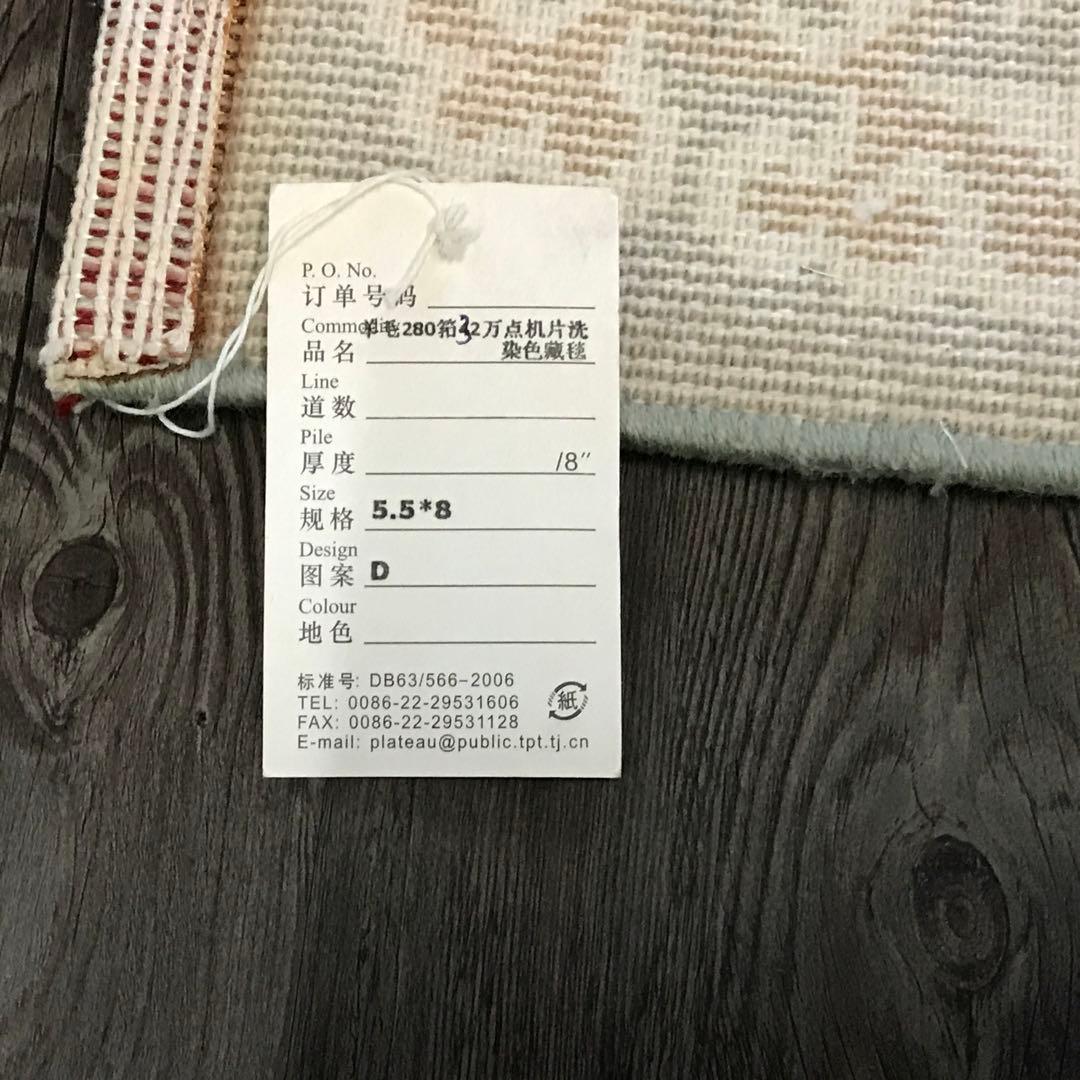 P. O. No.
订单号码
Commodity 羊毛280箱32万点机片洗
品名 染色藏毯
Line
道数
Pile
厚度 /8″
Size
规格 5.5*8
Design
图案 D
Colour
地色
标准号: DB63/566-2006
TEL: 0086-22-29531606
FAX: 0086-22-29531128
E-mail: plateau@public.tpt.tj.cn
紙